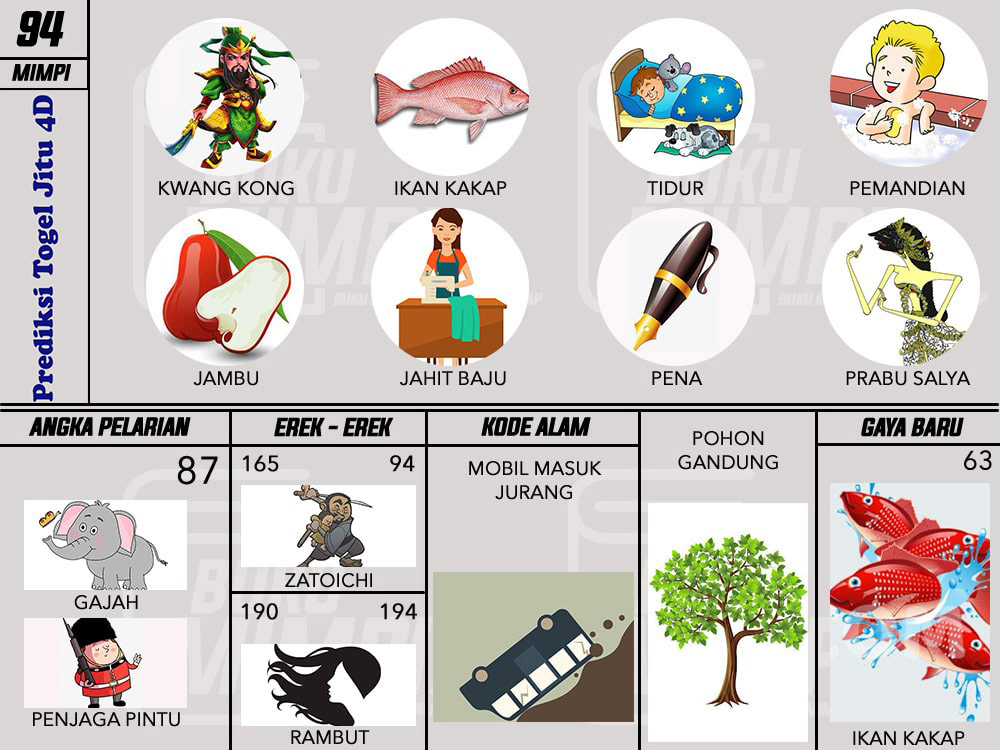 94
MIMPI
Prediksi Togel Jitu 4D
KWANG KONG
IKAN KAKAP
TIDUR
PEMANDIAN
JAMBU
JAHIT BAJU
PENA
PRABU SALYA
ANGKA PELARIAN
87
GAJAH
PENJAGA PINTU
EREK - EREK
165 94
ZATOICHI
190 194
RAMBUT
KODE ALAM
MOBIL MASUK
JURANG
POHON
GANDUNG
GAYA BARU
63
IKAN KAKAP